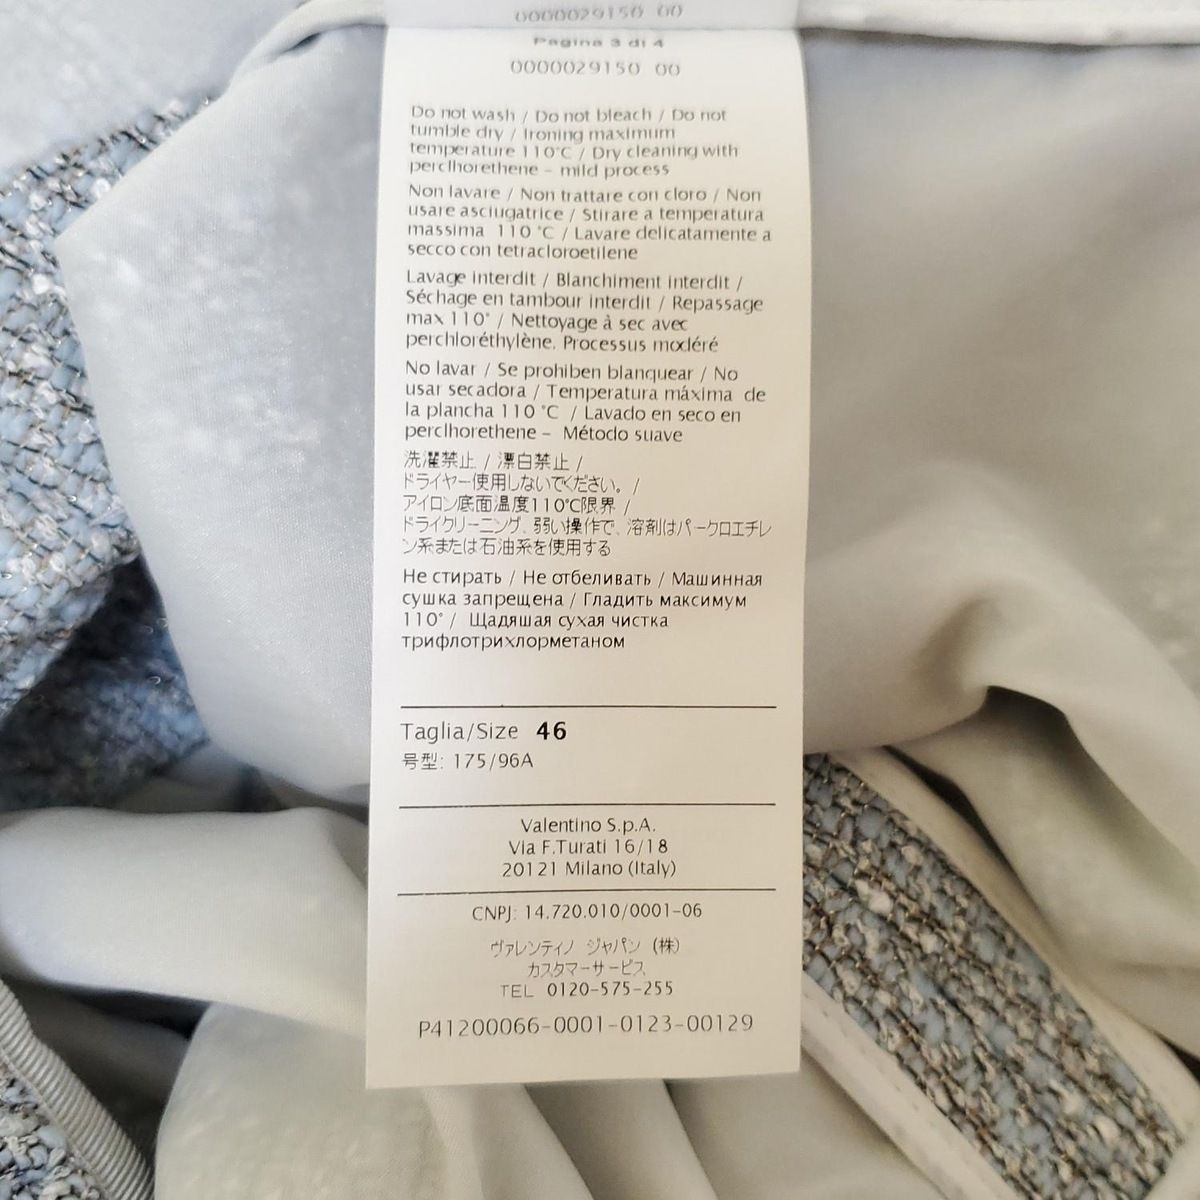 0000029150 00
Pagina 3 di 4
0000029150 00
Do not wash / Do not bleach / Do not
tumble dry / Ironing maximum
temperature 110°C / Dry cleaning with
perclhorethene - mild process
Non lavare / Non trattare con cloro / Non
usare asciugatrice / Stirare a temperatura
massima 110 °C / Lavare delicatamente a
secco con tetracloroetilene
Lavage interdit / Blanchiment interdit /
Séchage en tambour interdit / Repassage
max 110° / Nettoyage à sec avec
perchloréthylène. Processus modéré
No lavar / Se prohiben blanquear / No
usar secadora / Temperatura máxima de
la plancha 110 °C / Lavado en seco en
perclhorethene - Método suave
洗濯禁止 / 漂白禁止 /
ドライヤー使用しないでください。 /
アイロン底面温度110℃限界 /
ドライクリーニング、弱い操作で、溶剤はパークロエチレ
ン系または石油系を使用する
Не стирать / Не отбеливать / Машинная
сушка запрещена / Гладить максимум
110° / Щадяшая сухая чистка
трифлотрихлорметаном
Taglia/Size 46
号型: 175/96A
Valentino S.p.A.
Via F.Turati 16/18
20121 Milano (Italy)
CNPJ: 14.720.010/0001-06
ヴァレンティノ ジャパン (株)
カスタマーサービス
TEL 0120-575-255
P41200066-0001-0123-00129